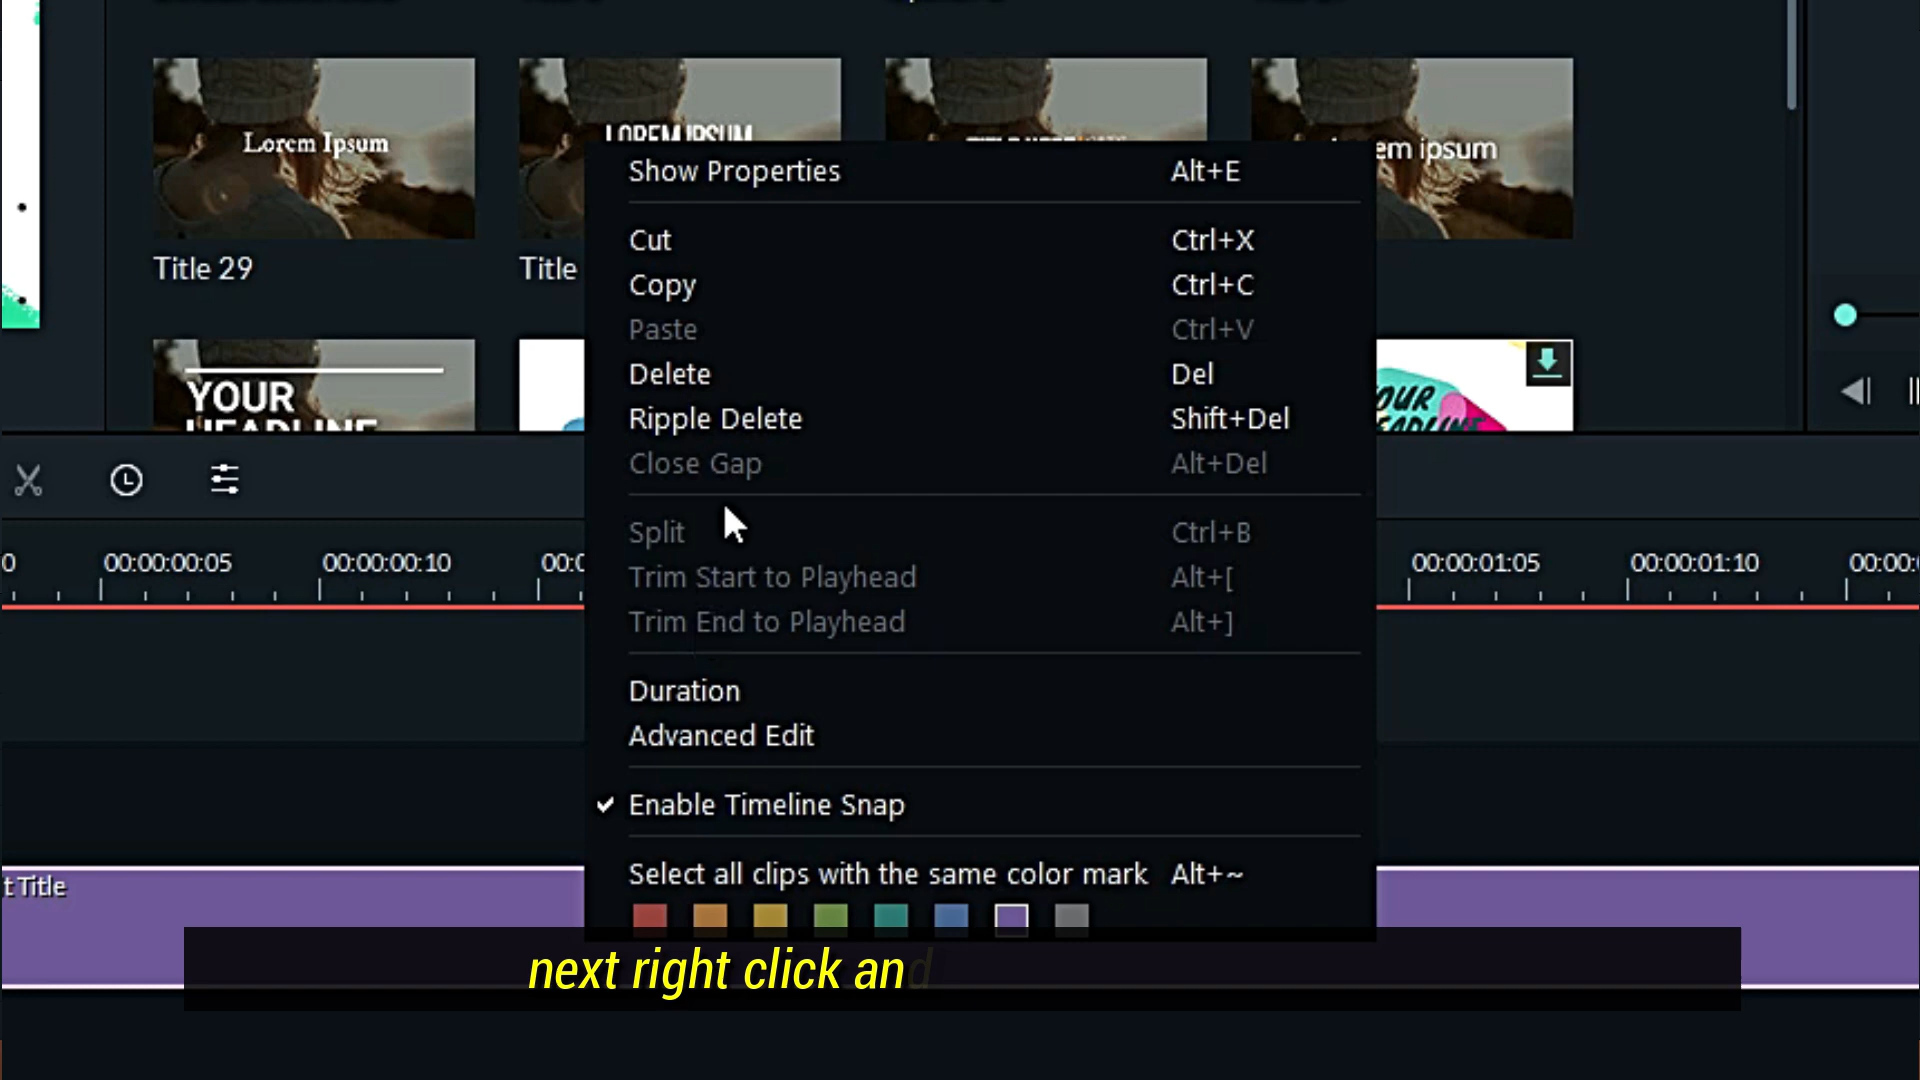 Lorem Ipsum
LOREM IPSUM
em ipsum
Title 29
Title
YOUR
HEADLINE
OUR
EADLINE
Show Properties Alt+E
Cut Ctrl+X
Copy Ctrl+C
Paste Ctrl+V
Delete Del
Ripple Delete Shift+Del
Close Gap Alt+Del
Split Ctrl+B
Trim Start to Playhead Alt+[
Trim End to Playhead Alt+]
Duration
Advanced Edit
Enable Timeline Snap
Select all clips with the same color mark Alt+~
0 00:00:00:05 00:00:00:10 00:0 00:00:01:05 00:00:01:10 00:00:
t Title
next right click and